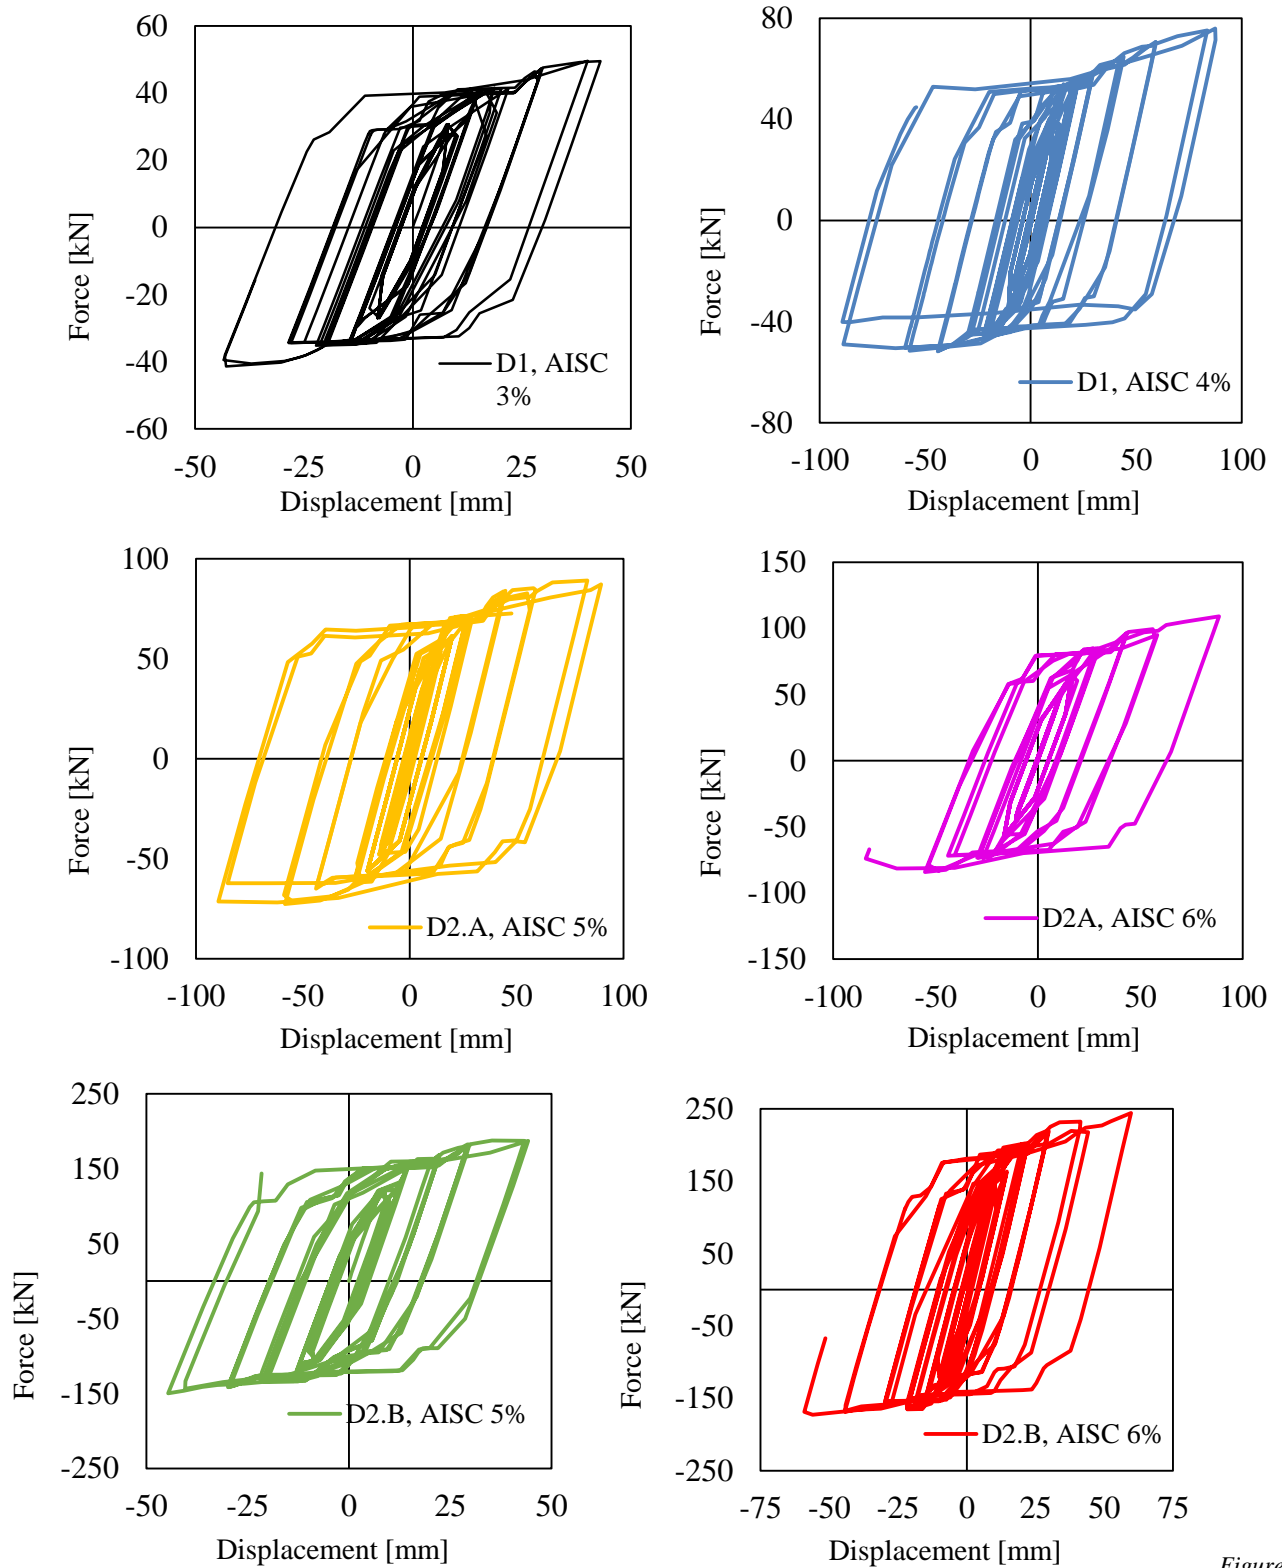 60
40
20
0
-20
-40
-60
Force [kN]
-50 -25 0 25 50
Displacement [mm]
D1, AISC
3%
80
40
0
-40
-80
Force [kN]
-100 -50 0 50 100
Displacement [mm]
D1, AISC 4%
100
50
0
-50
-100
Force [kN]
-100 -50 0 50 100
Displacement [mm]
D2.A, AISC 5%
150
100
50
0
-50
-100
-150
Force [kN]
-100 -50 0 50 100
Displacement [mm]
D2A, AISC 6%
250
150
50
-50
-150
-250
Force [kN]
-50 -25 0 25 50
Displacement [mm]
D2.B, AISC 5%
250
150
50
-50
-150
-250
Force [kN]
-75 -50 -25 0 25 50 75
Displacement [mm]
D2.B, AISC 6%
Figure